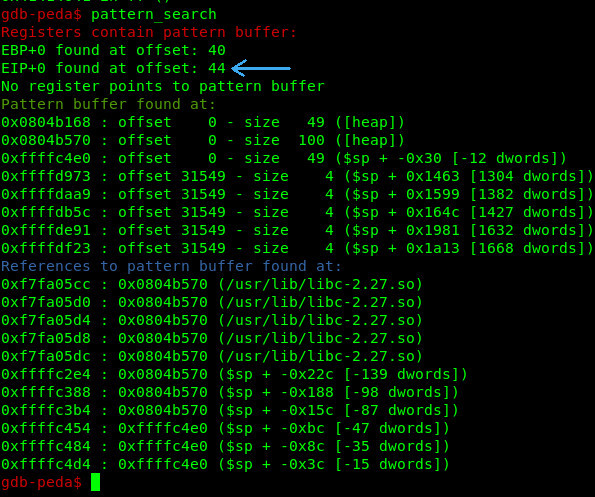 gdb-peda$ pattern_search
Registers contain pattern buffer:
EBP+0 found at offset: 40
EIP+0 found at offset: 44
No register points to pattern buffer
Pattern buffer found at:
0x0804b168 : offset    0 - size   49 ([heap])
0x0804b570 : offset    0 - size  100 ([heap])
0xffffc4e0 : offset    0 - size   49 ($sp + -0x30 [-12 dwords])
0xffffd973 : offset 31549 - size    4 ($sp + 0x1463 [1304 dwords])
0xffffdaa9 : offset 31549 - size    4 ($sp + 0x1599 [1382 dwords])
0xffffdb5c : offset 31549 - size    4 ($sp + 0x164c [1427 dwords])
0xffffde91 : offset 31549 - size    4 ($sp + 0x1981 [1632 dwords])
0xffffdf23 : offset 31549 - size    4 ($sp + 0x1a13 [1668 dwords])
References to pattern buffer found at:
0xf7fa05cc : 0x0804b570 (/usr/lib/libc-2.27.so)
0xf7fa05d0 : 0x0804b570 (/usr/lib/libc-2.27.so)
0xf7fa05d4 : 0x0804b570 (/usr/lib/libc-2.27.so)
0xf7fa05d8 : 0x0804b570 (/usr/lib/libc-2.27.so)
0xf7fa05dc : 0x0804b570 (/usr/lib/libc-2.27.so)
0xffffc2e4 : 0x0804b570 ($sp + -0x22c [-139 dwords])
0xffffc388 : 0x0804b570 ($sp + -0x188 [-98 dwords])
0xffffc3b4 : 0x0804b570 ($sp + -0x15c [-87 dwords])
0xffffc454 : 0xffffc4e0 ($sp + -0xbc [-47 dwords])
0xffffc484 : 0xffffc4e0 ($sp + -0x8c [-35 dwords])
0xffffc4d4 : 0xffffc4e0 ($sp + -0x3c [-15 dwords])
gdb-peda$